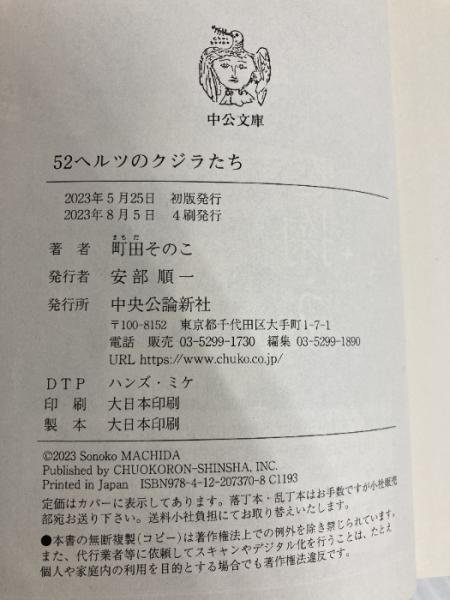 中公文庫
52ヘルツのクジラたち
2023年5月25日 初版発行
2023年8月5日 4刷発行
まちだ
著者 町田そのこ
発行者 安部順一
発行所 中央公論新社
〒100-8152 東京都千代田区大手町1-7-1
電話 販売 03-5299-1730 編集 03-5299-1890
URL https://www.chuko.co.jp/
DTP ハンズ・ミケ
印刷 大日本印刷
製本 大日本印刷
©2023 Sonoko MACHIDA
Published by CHUOKORON-SHINSHA, INC.
Printed in Japan ISBN978-4-12-207370-8 C1193
定価はカバーに表示してあります。落丁本・乱丁本はお手数ですが小社販売
部宛お送り下さい。送料小社負担にてお取り替えいたします。
●本書の無断複製(コピー)は著作権法上での例外を除き禁じられています。
また、代行業者等に依頼してスキャンやデジタル化を行うことは、たとえ
個人や家庭内の利用を目的とする場合でも著作権法違反です。